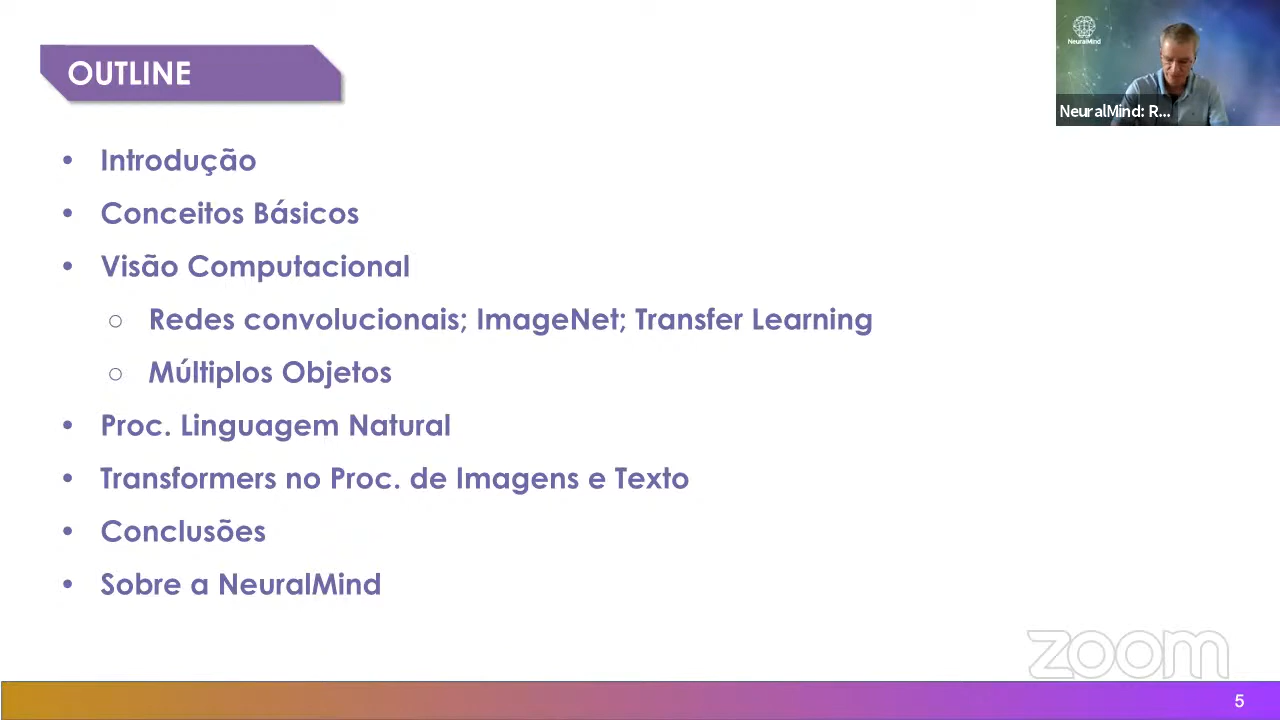 OUTLINE
NeuralMind
NeuralMind: R...
• Introdução
• Conceitos Básicos
• Visão Computacional
○ Redes convolucionais; ImageNet; Transfer Learning
○ Múltiplos Objetos
• Proc. Linguagem Natural
• Transformers no Proc. de Imagens e Texto
• Conclusões
• Sobre a NeuralMind
zoom
5